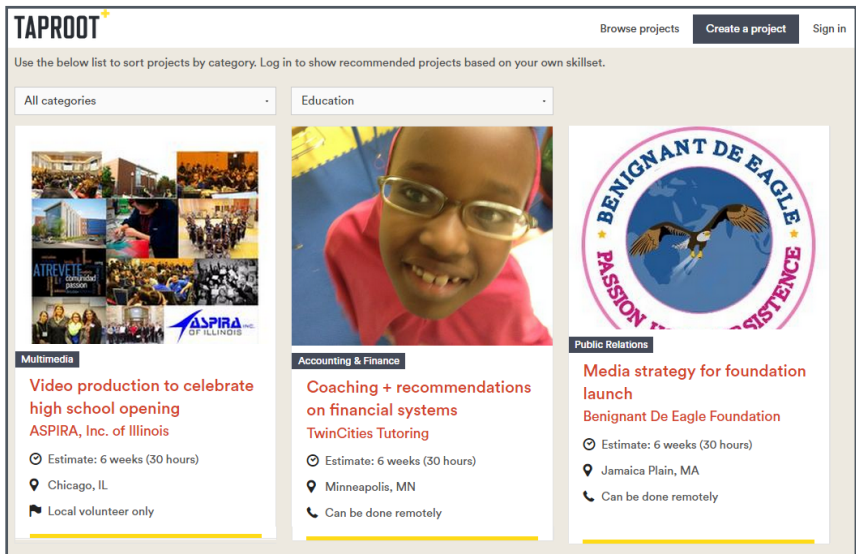 TAPROOT+
Browse projects
Create a project
Sign in
Use the below list to sort projects by category. Log in to show recommended projects based on your own skillset.
All categories
Education
ATREVETE
comunidad
passion
ASPIRA INC.
OF ILLINOIS
Multimedia
Video production to celebrate
high school opening
ASPIRA, Inc. of Illinois
Estimate: 6 weeks (30 hours)
Chicago, IL
Local volunteer only
Accounting & Finance
Coaching + recommendations
on financial systems
TwinCities Tutoring
Estimate: 6 weeks (30 hours)
Minneapolis, MN
Can be done remotely
BENIGNANT DE EAGLE
PASSION
Public Relations
Media strategy for foundation
launch
Benignant De Eagle Foundation
Estimate: 6 weeks (30 hours)
Jamaica Plain, MA
Can be done remotely